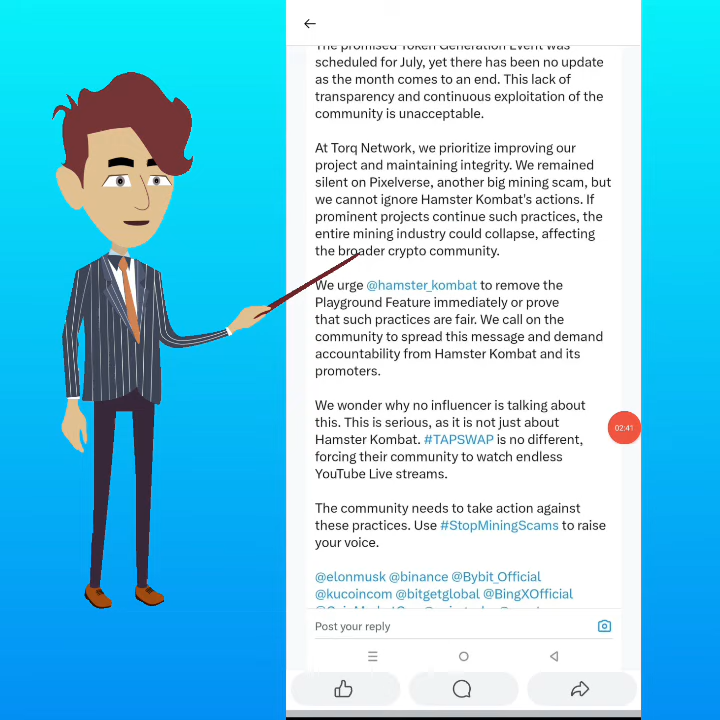 The promised Token Generation Event was
scheduled for July, yet there has been no update
as the month comes to an end. This lack of
transparency and continuous exploitation of the
community is unacceptable.
At Torq Network, we prioritize improving our
project and maintaining integrity. We remained
silent on Pixelverse, another big mining scam, but
we cannot ignore Hamster Kombat's actions. If
prominent projects continue such practices, the
entire mining industry could collapse, affecting
the broader crypto community.
We urge @hamster_kombat to remove the
Playground Feature immediately or prove
that such practices are fair. We call on the
community to spread this message and demand
accountability from Hamster Kombat and its
promoters.
We wonder why no influencer is talking about
this. This is serious, as it is not just about
Hamster Kombat. #TAPSWAP is no different,
forcing their community to watch endless
YouTube Live streams.
02:41
The community needs to take action against
these practices. Use #StopMiningScams to raise
your voice.
@elonmusk @binance @Bybit_Official
@kucoincom @bitgetglobal @BingXOfficial
Post your reply